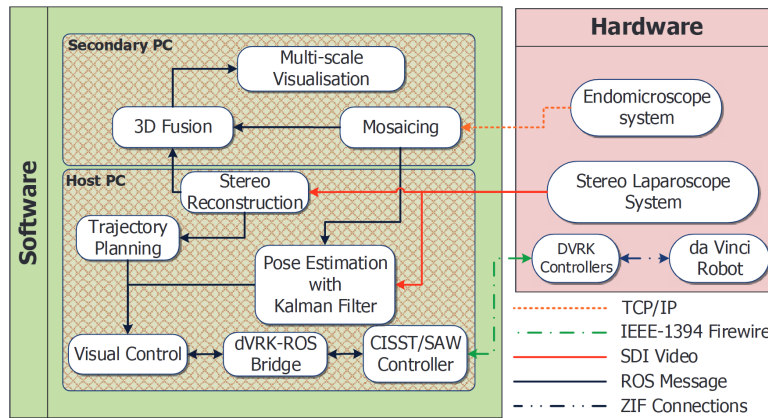 Software
Secondary PC
Multi-scale
Visualisation
3D Fusion
Mosaicing
Host PC
Stereo
Reconstruction
Trajectory
Planning
Pose Estimation
with
Kalman Filter
Visual Control
dVRK-ROS
Bridge
CISST/SAW
Controller
Hardware
Endomicroscope
system
Stereo Laparoscope
System
DVRK
Controllers
da Vinci
Robot
TCP/IP
IEEE-1394 Firewire
SDI Video
ROS Message
ZIF Connections